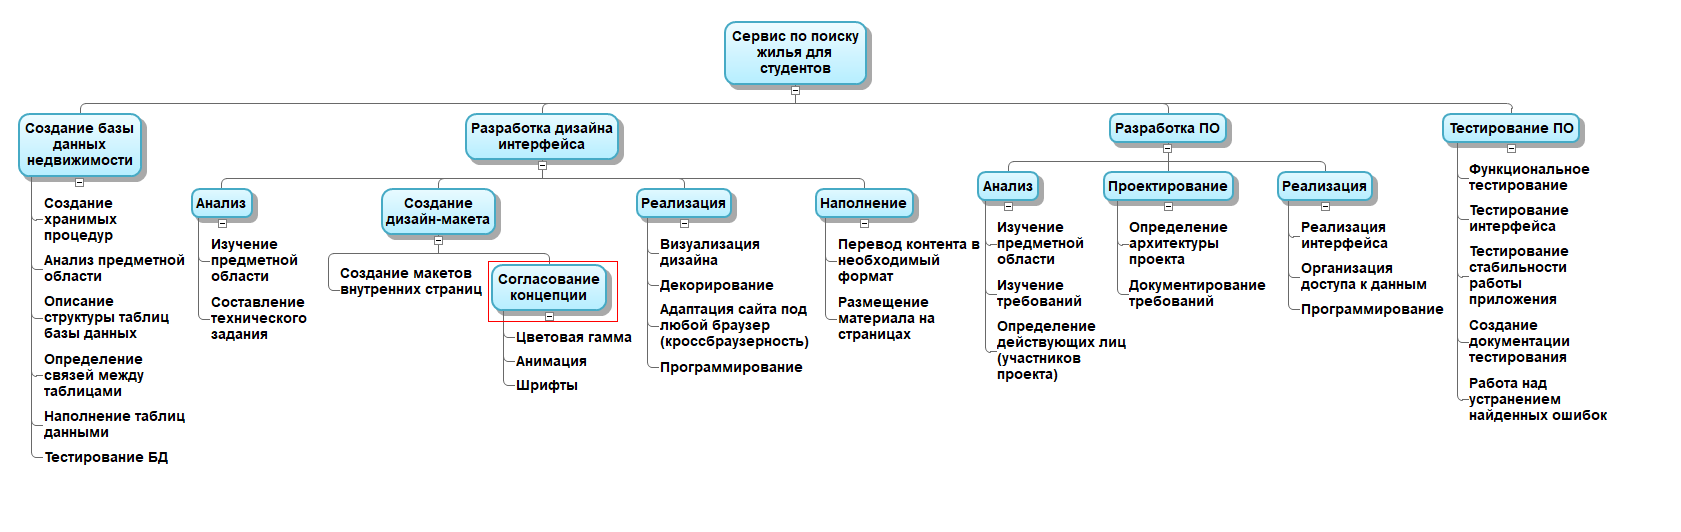 Сервис по поиску
жилья для
студентов
Создание базы
данных
недвижимости
Создание
хранимых
процедур
Анализ предметной
области
Описание
структуры таблиц
базы данных
Определение
связей между
таблицами
Наполнение таблиц
данными
Тестирование БД
Разработка дизайна
интерфейса
Анализ
Изучение
предметной
области
Составление
технического
задания
Создание
дизайн-макета
Создание макетов
внутренних страниц
Согласование
концепции
Цветовая гамма
Анимация
Шрифты
Реализация
Визуализация
дизайна
Декорирование
Адаптация сайта под
любой браузер
(кроссбраузерность)
Программирование
Наполнение
Перевод контента в
необходимый
формат
Размещение
материала на
страницах
Разработка ПО
Анализ
Изучение
предметной
области
Изучение
требований
Определение
действующих лиц
(участников
проекта)
Проектирование
Определение
архитектуры
проекта
Документирование
требований
Реализация
Реализация
интерфейса
Организация
доступа к данным
Программирование
Тестирование ПО
Функциональное
тестирование
Тестирование
интерфейса
Тестирование
стабильности
работы
приложения
Создание
документации
тестирования
Работа над
устранением
найденных ошибок